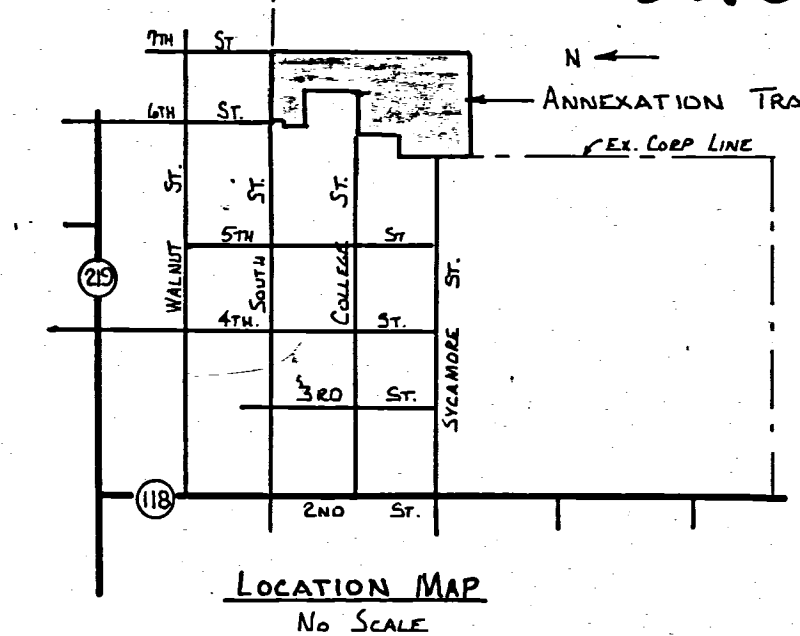 7TH ST
N
ANNEXATION
6TH ST.
EX. CORP LINE
WALNUT ST.
SOUTH ST.
COLLEGE ST.
5TH ST
219
SYCAMORE ST.
4TH. ST.
3RD ST.
118
2ND ST.
LOCATION MAP
NO SCALE